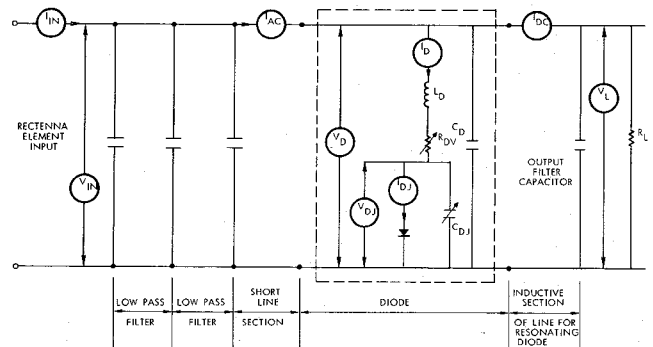 I_IN
I_AC
I_DC
I_D
L_D
R_DV
C_D
V_D
V_L
R_L
RECTENNA
ELEMENT
INPUT
V_IN
I_DJ
V_DJ
C_DJ
OUTPUT
FILTER
CAPACITOR
LOW PASS
FILTER
LOW PASS
FILTER
SHORT
LINE
SECTION
DIODE
INDUCTIVE
SECTION
OF LINE FOR
RESONATING
DIODE